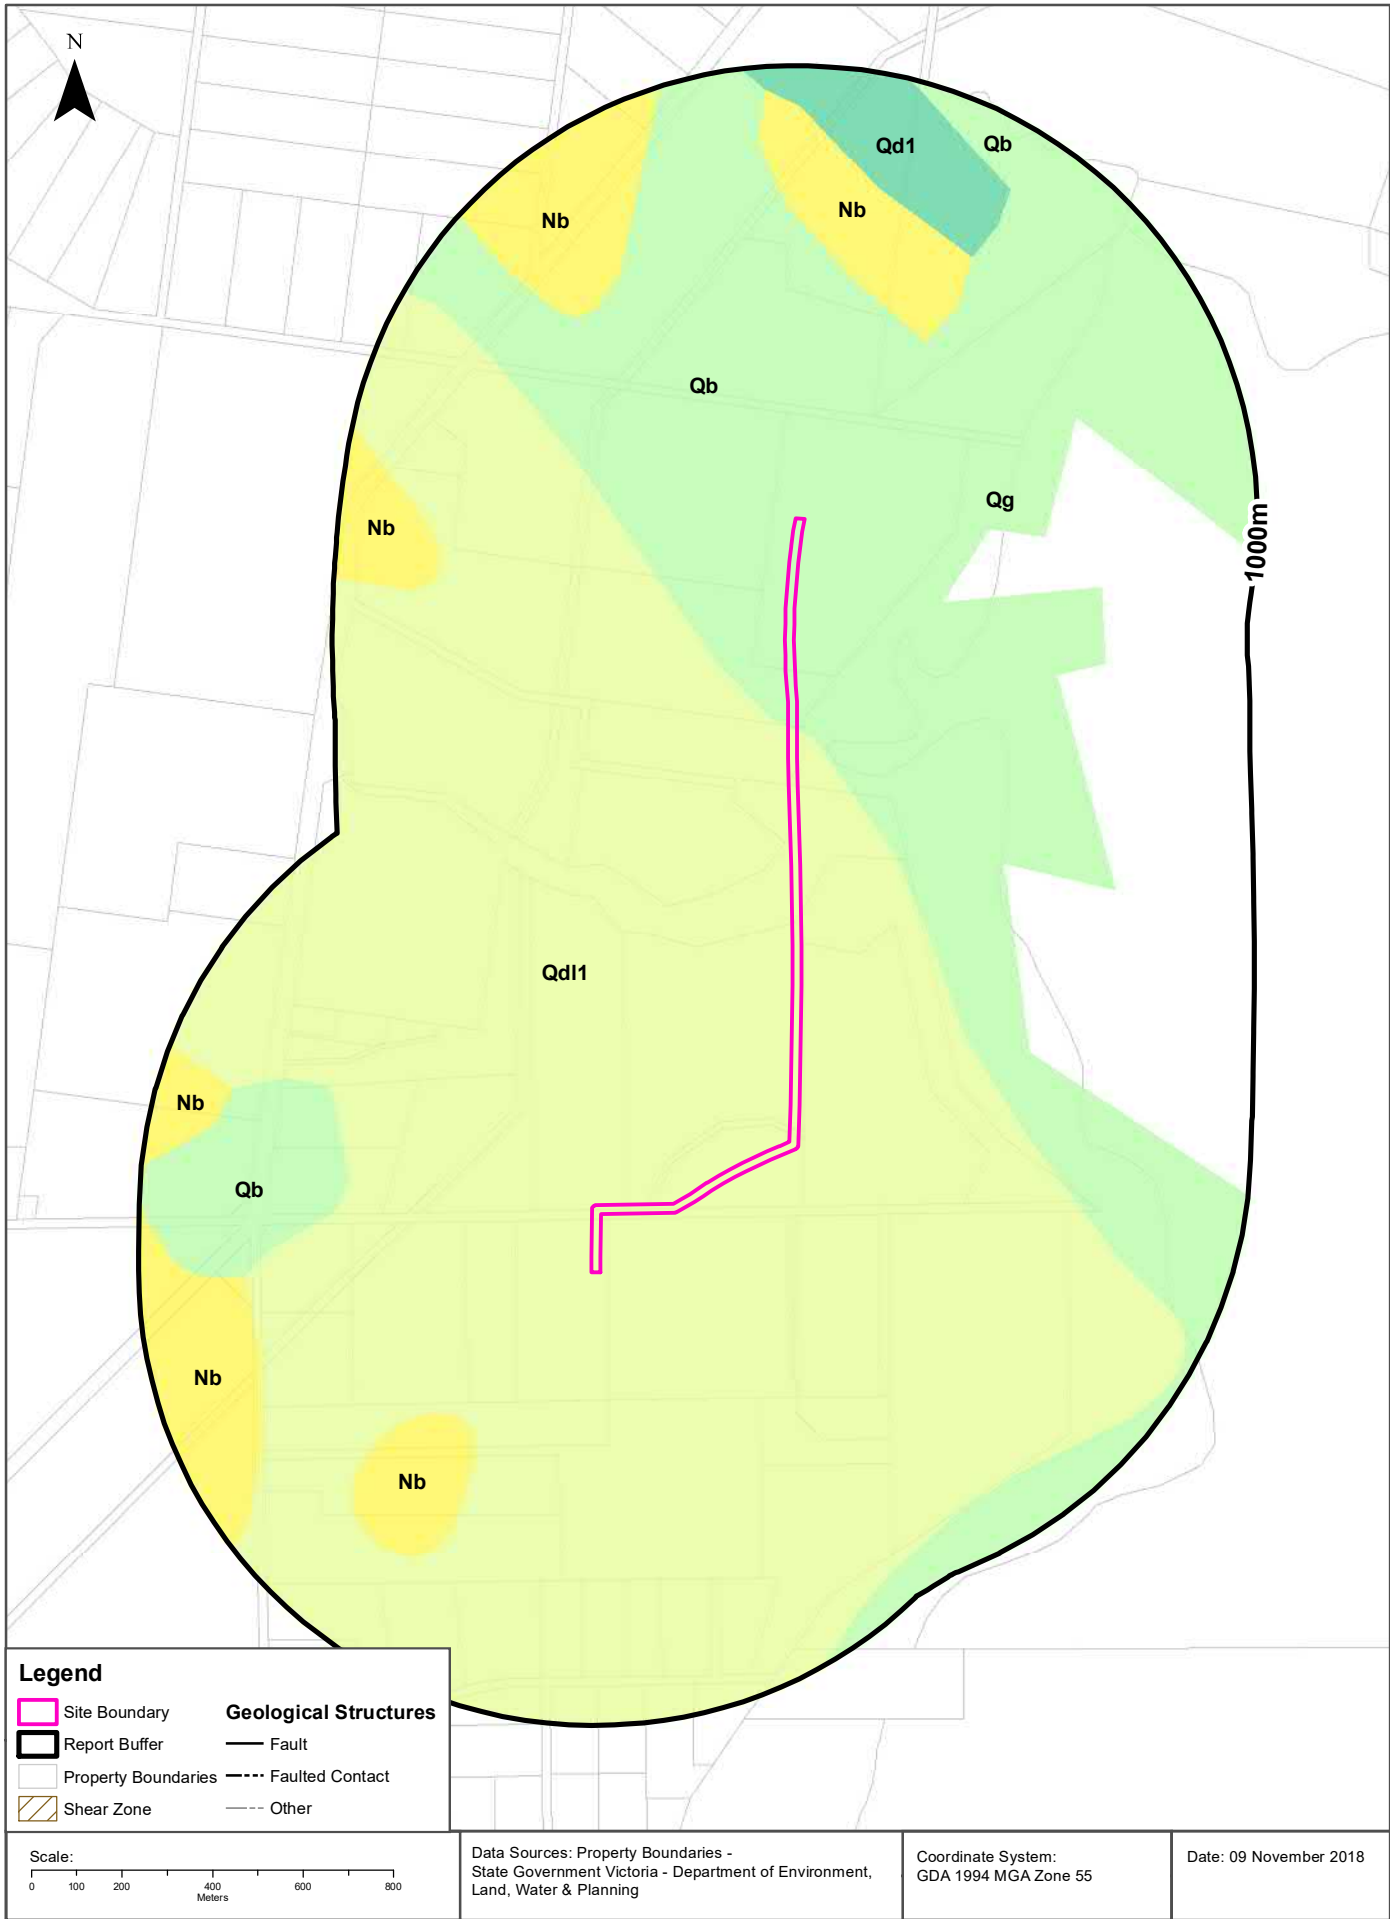 N
Qd1
Qb
Nb
Nb
Qb
Qg
Nb
1000m
Qdl1
Nb
Qb
Nb
Nb
Legend
Site Boundary
Report Buffer
Property Boundaries
Shear Zone
Geological Structures
Fault
Faulted Contact
Other
Scale:
0 100 200 400 600 800
Meters
Data Sources: Property Boundaries -
State Government Victoria - Department of Environment,
Land, Water & Planning
Coordinate System:
GDA 1994 MGA Zone 55
Date: 09 November 2018